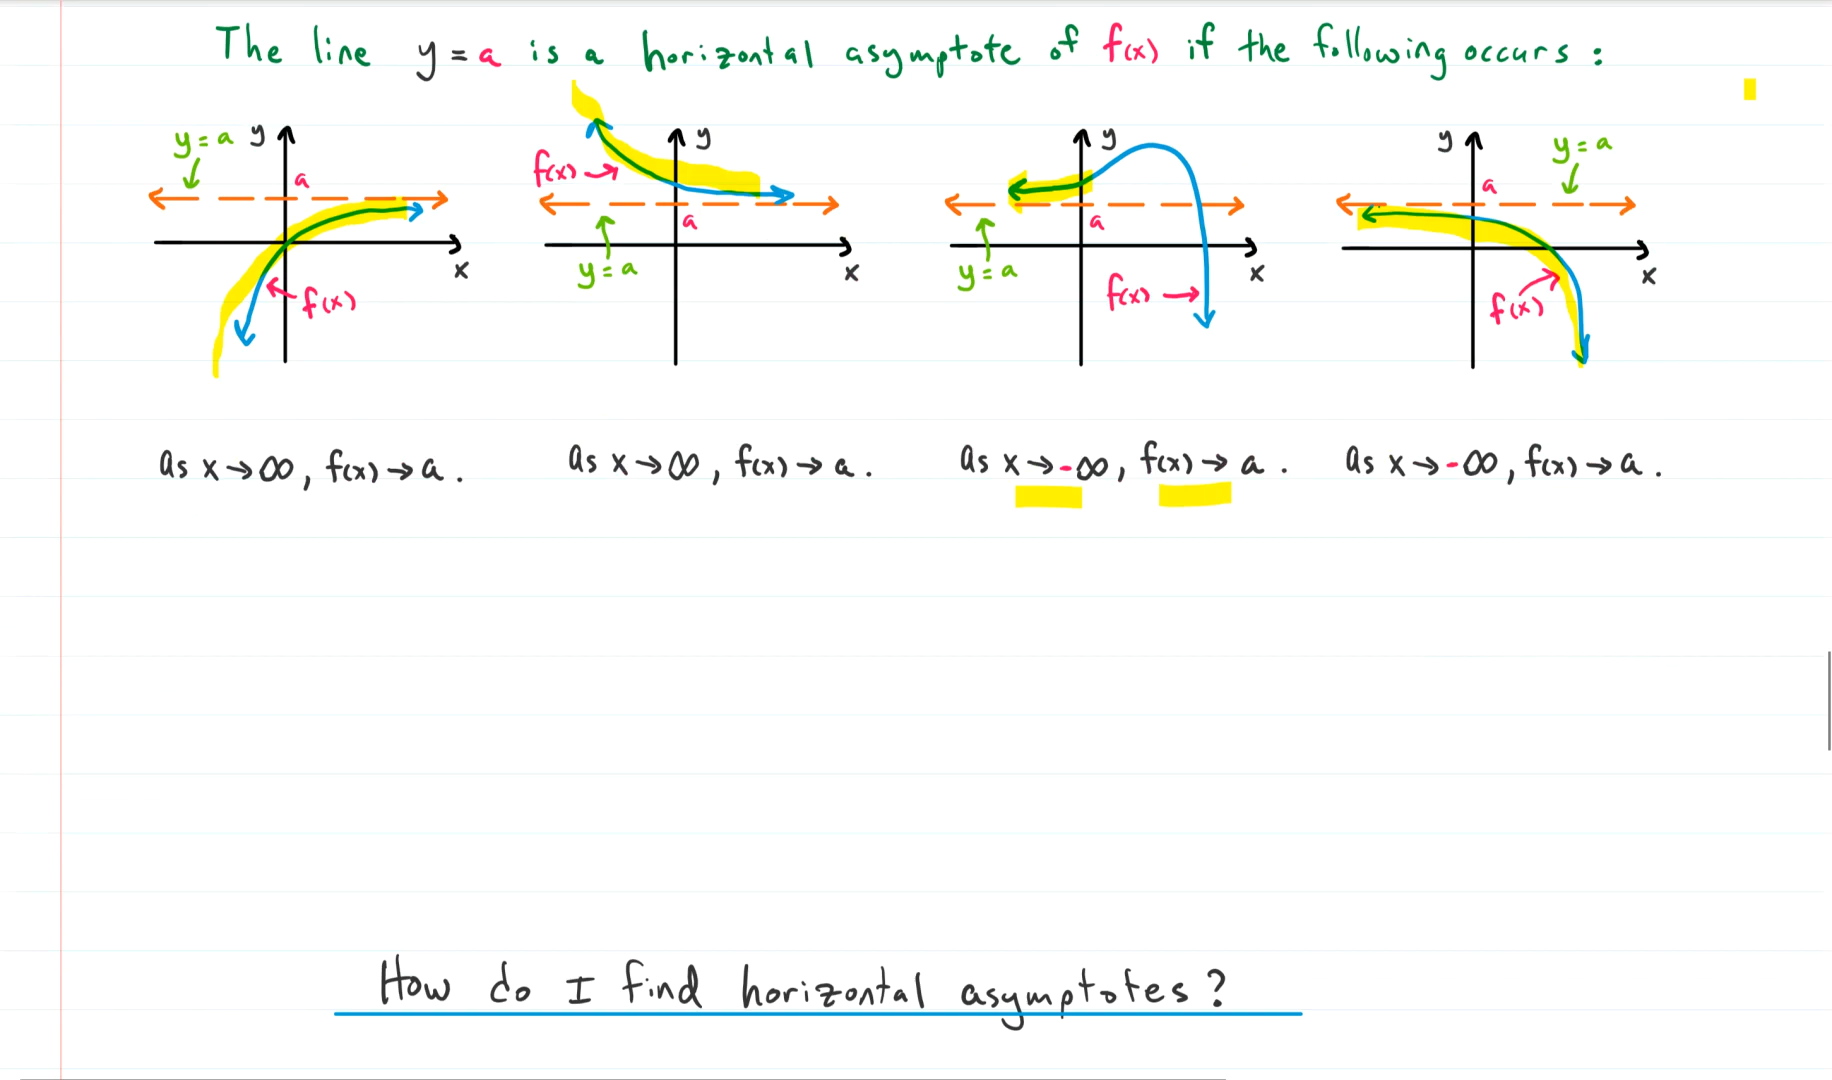 The line y = a is a horizontal asymptote of f(x) if the following occurs :
y = a y a x f(x)
y f(x) a y = a x
y a y = a x f(x)
y y = a a x f(x)
as x → ∞, f(x) → a.
as x → ∞, f(x) → a.
as x → -∞, f(x) → a.
as x → -∞, f(x) → a.
How do I find horizontal asymptotes?